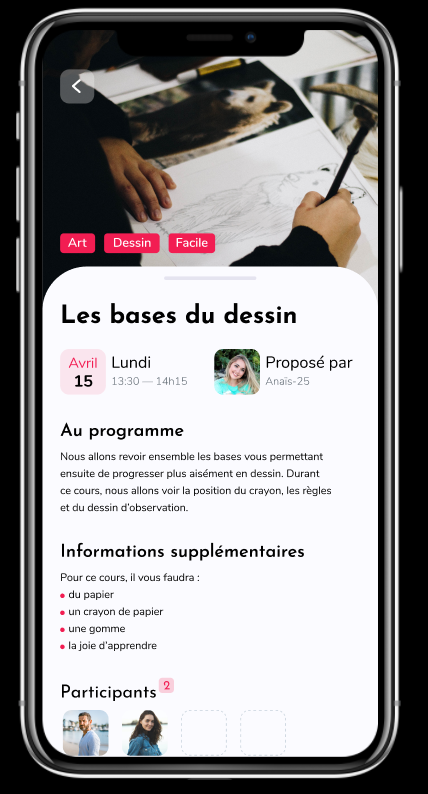 Art Dessin Facile
Les bases du dessin
Avril
15
Lundi
13:30 — 14h15
Proposé par
Anaïs-25
Au programme
Nous allons revoir ensemble les bases vous permettant
ensuite de progresser plus aisément en dessin. Durant
ce cours, nous allons voir la position du crayon, les règles
et du dessin d'observation.
Informations supplémentaires
Pour ce cours, il vous faudra :
• du papier
• un crayon de papier
• une gomme
• la joie d'apprendre
Participants 2